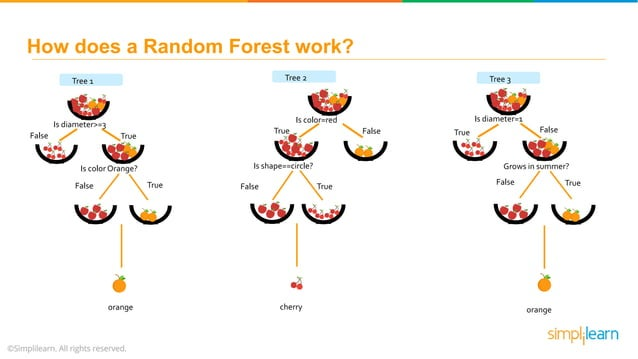 How does a Random Forest work?
Tree 1
Tree 2
Tree 3
Is diameter>=3
False
True
Is color Orange?
False
True
orange
Is color=red
True
False
Is shape==circle?
False
True
cherry
Is diameter=1
True
False
Grows in summer?
False
True
orange
©Simplilearn. All rights reserved.
simplilearn